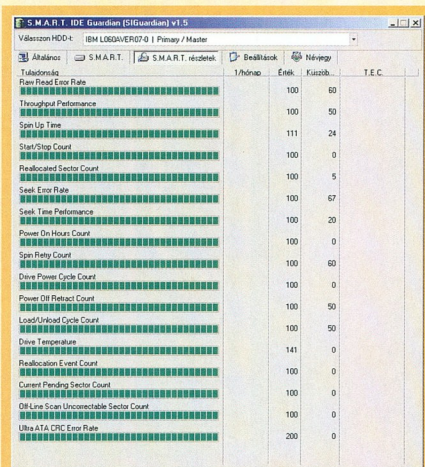 S.M.A.R.T. IDE Guardian (SIGuardian) v1.5
Válasszon HDD-t: IBM L060AVER07-0 | Primary / Master
Általános S.M.A.R.T. S.M.A.R.T. részletek Beállítások Névjegy
Tulajdonság 1/hónap Érték Küszöb... T.E.C.
Raw Read Error Rate
100 60
Throughput Performance
100 50
Spin Up Time
111 24
Start/Stop Count
100 0
Reallocated Sector Count
100 5
Seek Error Rate
100 67
Seek Time Performance
100 20
Power On Hours Count
100 0
Spin Retry Count
100 60
Drive Power Cycle Count
100 0
Power Off Retract Count
100 50
Load/Unload Cycle Count
100 50
Drive Temperature
141 0
Reallocation Event Count
100 0
Current Pending Sector Count
100 0
Off-Line Scan Uncorrectable Sector Count
100 0
Ultra ATA CRC Error Rate
200 0